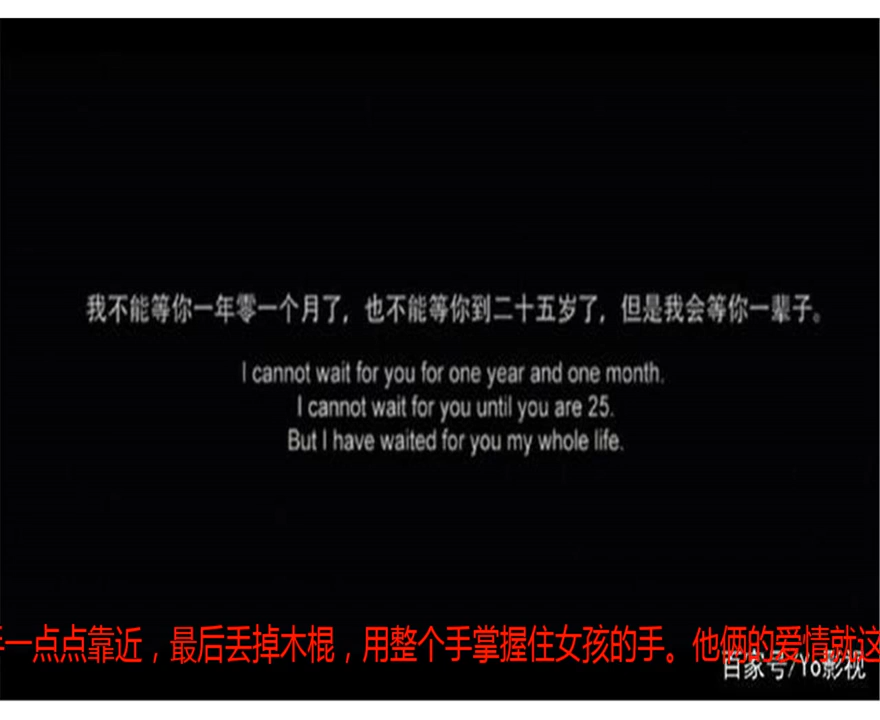 我不能等你一年零一个月了，也不能等你到二十五岁了，但是我会等你一辈子。
I cannot wait for you for one year and one month.
I cannot wait for you until you are 25.
But I have waited for you my whole life.
一点点靠近，最后丢掉木棍，用整个手掌握住女孩的手。他俩的爱情就这
百家号/Yo影视